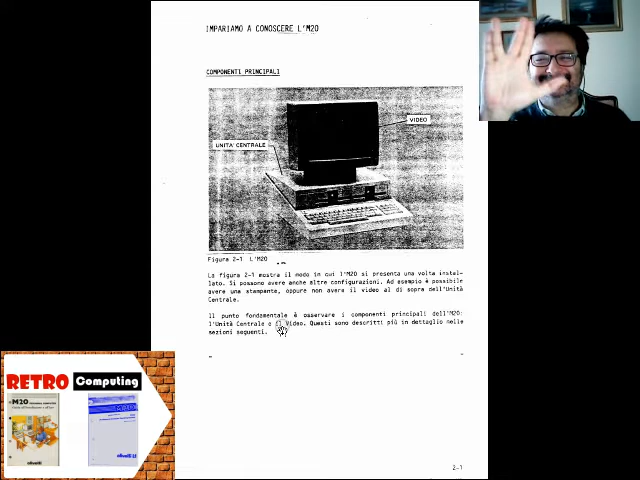 IMPARIAMO A CONOSCERE L'M20
COMPONENTI PRINCIPALI
VIDEO
UNITA' CENTRALE
Figura 2-1 L'M20
La figura 2-1 mostra il modo in cui l'M20 si presenta una volta instal-
lato. Si possono avere anche altre configurazioni. Ad esempio è possibile
avere una stampante, oppure non avere il video al di sopra dell'Unità
Centrale.
Il punto fondamentale è osservare i componenti principali dell'M20:
l'Unità Centrale e il Video. Questi sono descritti più in dettaglio nelle
sezioni seguenti.
2-1
RETRO Computing
M20
olivetti
M20
olivetti